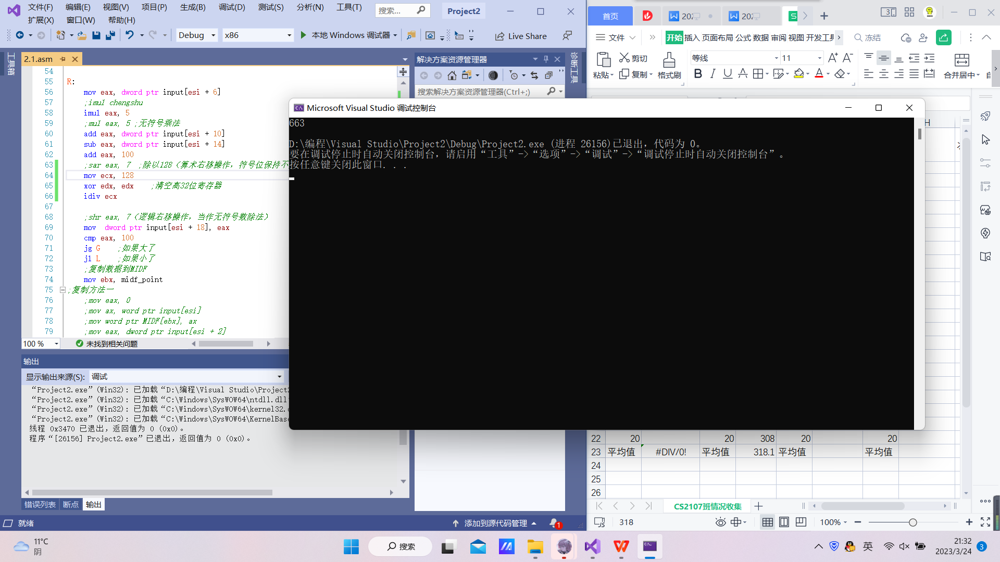 文件(F) 编辑(E) 视图(V) 项目(P) 生成(B) 调试(D) 测试(S) 分析(N) 工具(T) 搜索... Project2
扩展(X) 窗口(W) 帮助(H)
Debug x86 本地 Windows 调试器 Live Share
工具箱
2.1.asm
54
55 R:
56 mov eax, dword ptr input[esi + 6]
57 ;imul chengshu
58 imul eax, 5
59 ;mul eax, 5 ;无符号乘法
60 add eax, dword ptr input[esi + 10]
61 sub eax, dword ptr input[esi + 14]
62 add eax, 100
63 ;sar eax, 7 ;除以128（算术右移操作，符号位保持不
64 mov ecx, 128
65 xor edx, edx ;清空高32位寄存器
66 idiv ecx
67
68 ;shr eax, 7（逻辑右移操作，当作无符号数除法）
69 mov dword ptr input[esi + 18], eax
70 cmp eax, 100
71 jg G ;如果大了
72 jl L ;如果小了
73 ;复制数据到MIDF
74 mov ebx, midf_point
75 ;复制方法一
76 ;mov eax, 0
77 ;mov ax, word ptr input[esi]
78 ;mov word ptr MIDF[ebx], ax
79 ;mov eax, dword ptr input[esi + 2]
100 % 未找到相关问题
输出
显示输出来源(S): 调试
“Project2.exe”(Win32): 已加载“D:\编程\Visual Studio\Project2
“Project2.exe”(Win32): 已加载“C:\Windows\SysWOW64\ntdll.dll
“Project2.exe”(Win32): 已加载“C:\Windows\SysWOW64\kernel32.
“Project2.exe”(Win32): 已加载“C:\Windows\SysWOW64\KernelBase
线程 0x3470 已退出，返回值为 0 (0x0)。
程序“[26156] Project2.exe”已退出，返回值为 0 (0x0)。
错误列表 断点 输出
就绪 添加到源代码管理 1
解决方案资源管理器
搜索解决方案资源管理器(Ctrl+;)
诊断工具
Microsoft Visual Studio 调试控制台
663
D:\编程\Visual Studio\Project2\Debug\Project2.exe (进程 26156)已退出，代码为 0。
要在调试停止时自动关闭控制台，请启用“工具”->“选项”->“调试”->“调试停止时自动关闭控制台”。
按任意键关闭此窗口. . .
首页 202 202
文件 开始 插入 页面布局 公式 数据 审阅 视图 开发工具 冻结
粘贴 剪切 复制 格式刷 等线 11 合并居中
H
22 20 20 308 20 20
23 平均值 #DIV/0! 平均值 318.1 平均值 平均值
24
25
26
CS2107班情况收集
318 100%
11°C
阴
搜索
英
21:32
2023/3/24
3